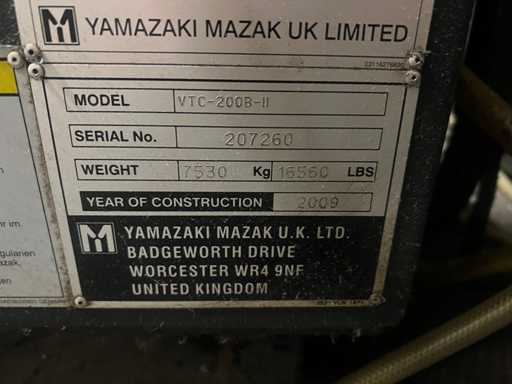 M YAMAZAKI MAZAK UK LIMITED
MODEL VTC-200B-II
SERIAL No. 207260
WEIGHT 7530 Kg 16560 LBS
YEAR OF CONSTRUCTION 2009
M YAMAZAKI MAZAK U.K. LTD.
BADGEWORTH DRIVE
WORCESTER WR4 9NF
UNITED KINGDOM